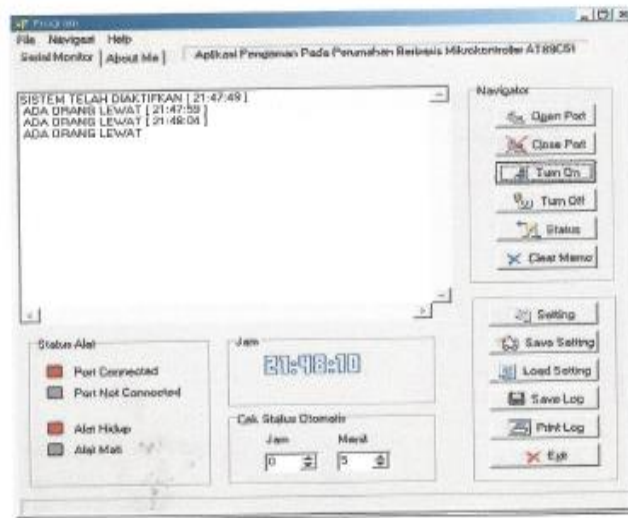 Program
File Navigasi Help
Serial Monitor About Me Aplikasi Pengaman Pada Perumahan Berbasis Mikrokontroller AT89C51
SISTEM TELAH DIAKTIFKAN [ 21:47:49 ]
ADA ORANG LEWAT [ 21:47:59 ]
ADA ORANG LEWAT [ 21:48:04 ]
ADA ORANG LEWAT
Navigator
Open Port
Close Port
Turn On
Turn Off
Status
Clear Memo
Status Alat
Port Connected
Port Not Connected
Alat Hidup
Alat Mati
Jam
21:48:10
Cek Status Otomatis
Jam Menit
0 5
Setting
Save Setting
Load Setting
Save Log
Print Log
Exit